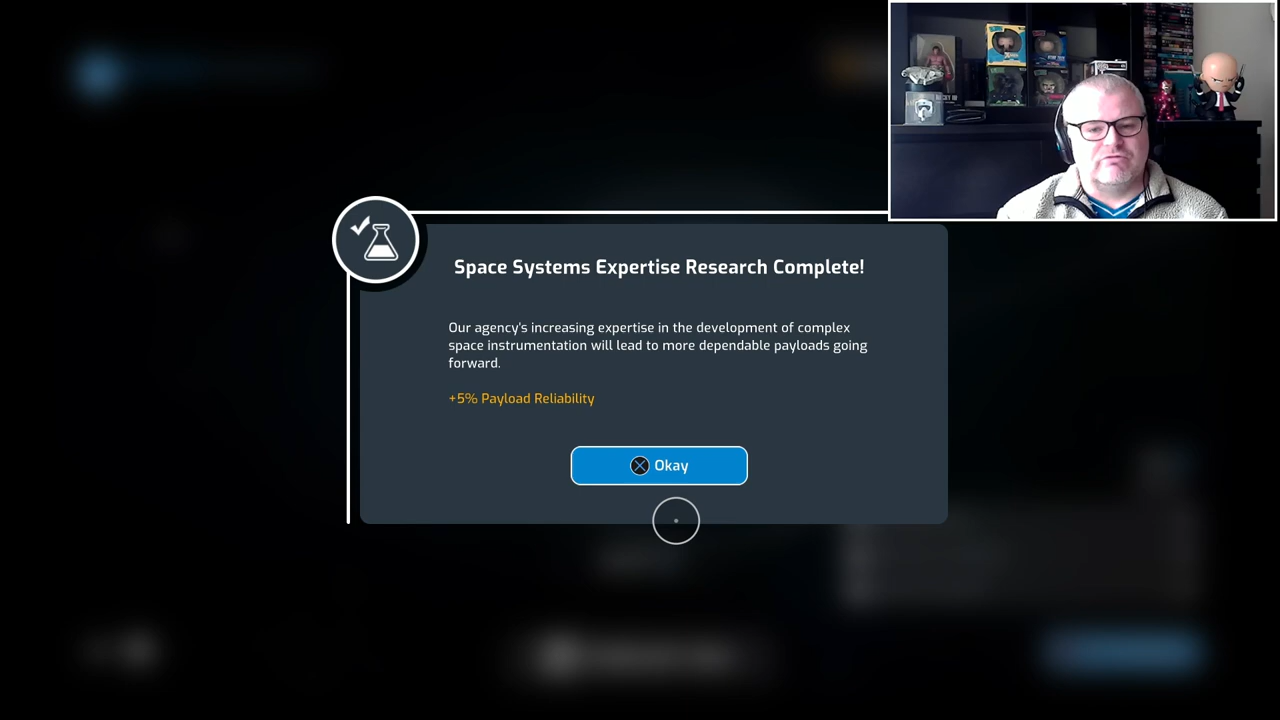 Space Systems Expertise Research Complete!
Our agency's increasing expertise in the development of complex
space instrumentation will lead to more dependable payloads going
forward.
+5% Payload Reliability
Okay